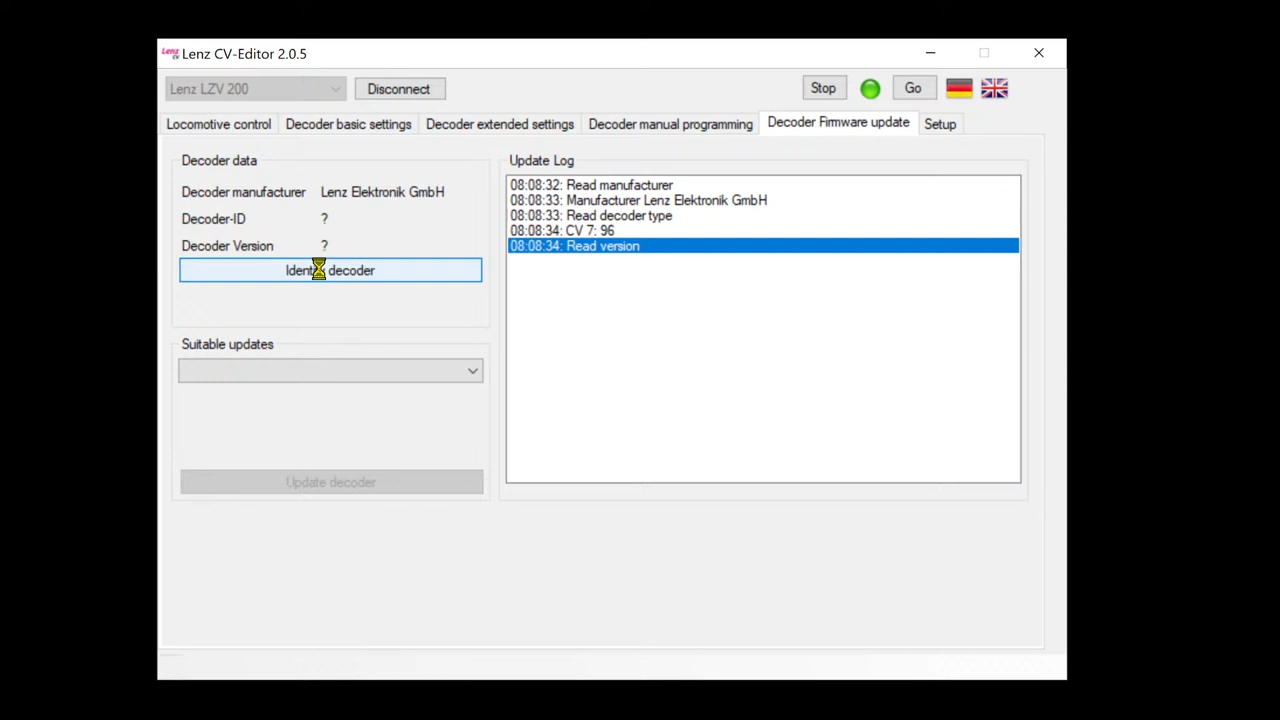 Lenz CV Lenz CV-Editor 2.0.5
Lenz LZV 200 Disconnect Stop Go
Locomotive control Decoder basic settings Decoder extended settings Decoder manual programming Decoder Firmware update Setup
Decoder data
Decoder manufacturer Lenz Elektronik GmbH
Decoder-ID ?
Decoder Version ?
decoder
Suitable updates
Update decoder
Update Log
08:08:32: Read manufacturer
08:08:33: Manufacturer Lenz Elektronik GmbH
08:08:33: Read decoder type
08:08:34: CV 7: 96
08:08:34: Read version